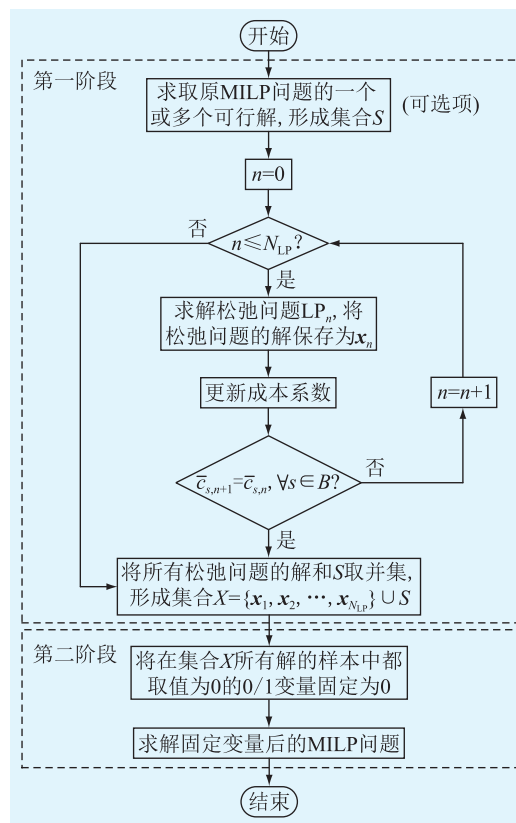 开始
第一阶段
求取原MILP问题的一个
或多个可行解, 形成集合S
(可选项)
n=0
否
n≤N_LP?
是
求解松弛问题LP_n, 将
松弛问题的解保存为x_n
更新成本系数
n=n+1
c̅_{s,n+1}=c̅_{s,n}, ∀s∈B?
否
是
将所有松弛问题的解和S取并集,
形成集合X={x_1, x_2, ⋯, x_{N_LP}}∪S
第二阶段
将在集合X所有解的样本中都
取值为0的0/1变量固定为0
求解固定变量后的MILP问题
结束